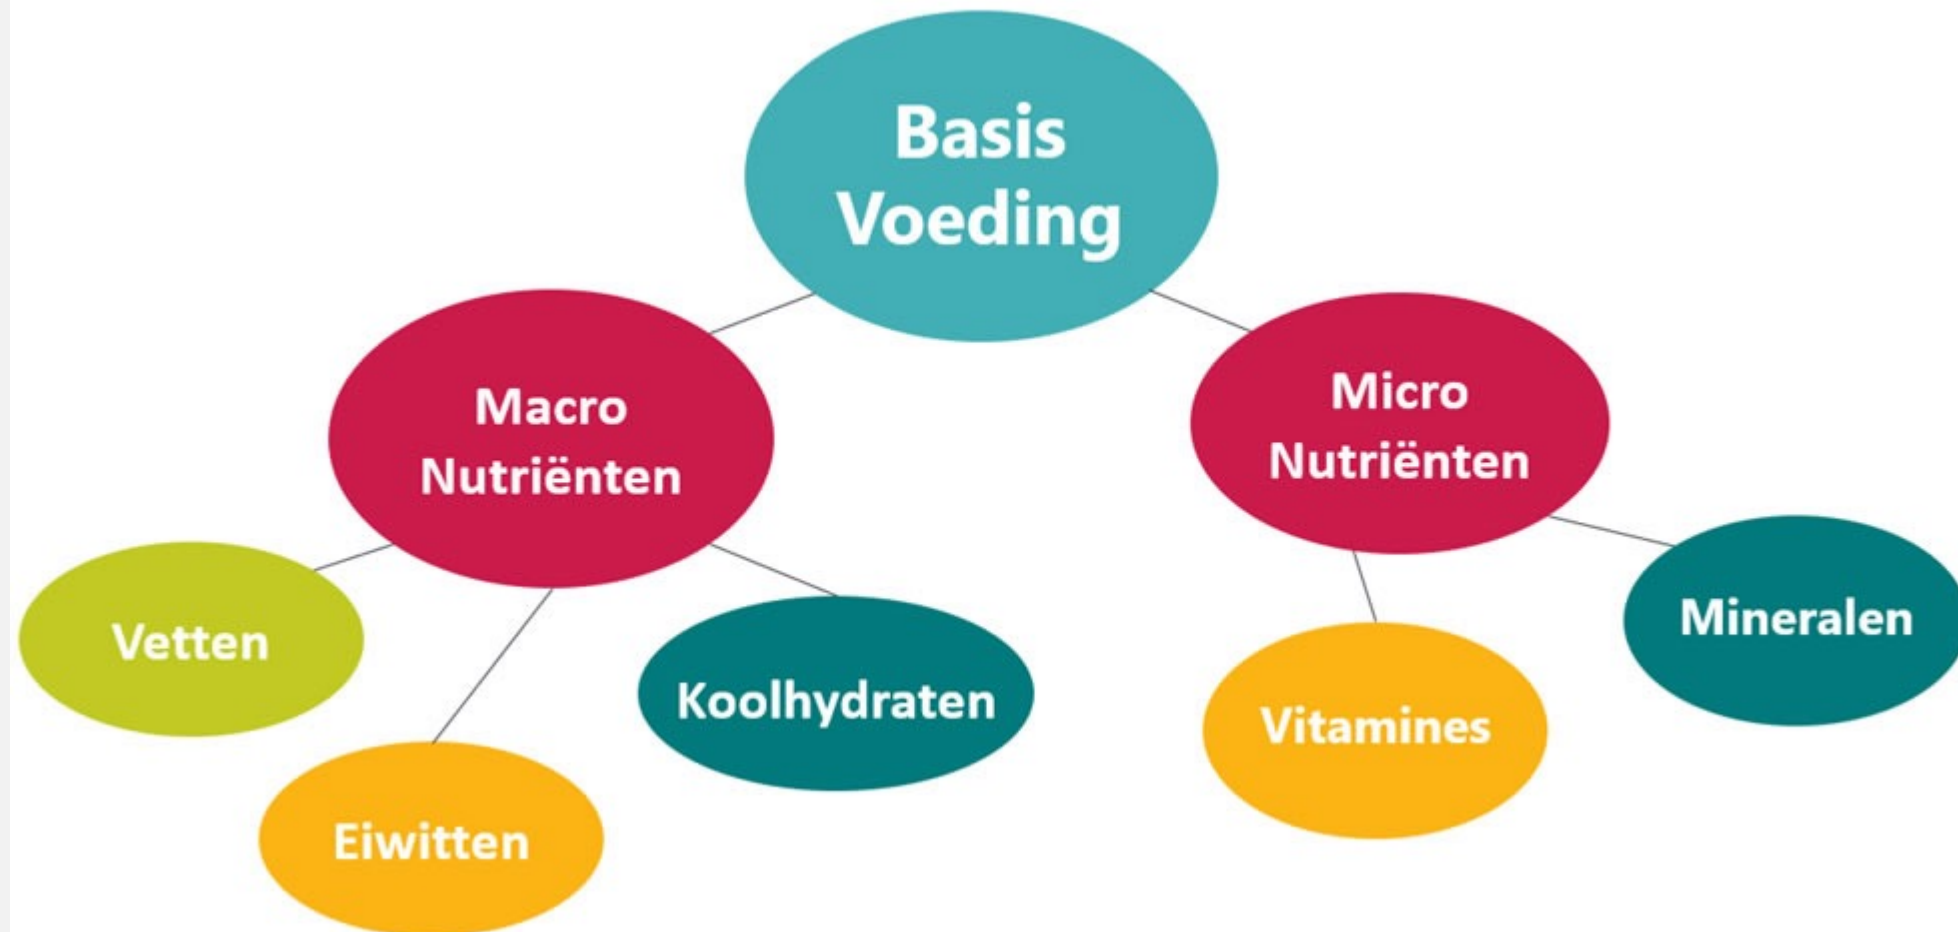 Basis
Voeding
Macro
Nutriënten
Micro
Nutriënten
Vetten
Eiwitten
Koolhydraten
Vitamines
Mineralen